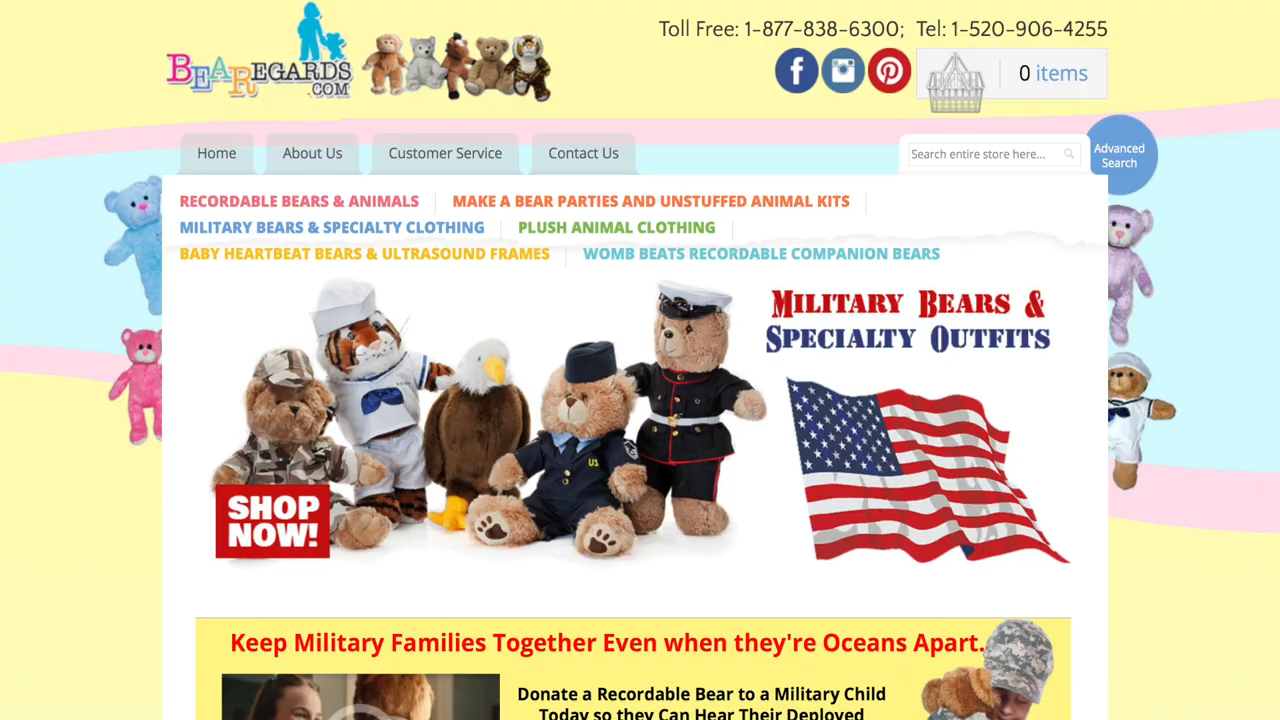 Toll Free: 1-877-838-6300; Tel: 1-520-906-4255
BEAREGARDS
.COM
0 items
Home
About Us
Customer Service
Contact Us
Search entire store here...
Advanced
Search
RECORDABLE BEARS & ANIMALS
MAKE A BEAR PARTIES AND UNSTUFFED ANIMAL KITS
MILITARY BEARS & SPECIALTY CLOTHING
PLUSH ANIMAL CLOTHING
BABY HEARTBEAT BEARS & ULTRASOUND FRAMES
WOMB BEATS RECORDABLE COMPANION BEARS
MILITARY BEARS &
SPECIALTY OUTFITS
U.S.
SHOP
NOW!
Keep Military Families Together Even when they're Oceans Apart.
Donate a Recordable Bear to a Military Child
Today so they Can Hear Their Deployed